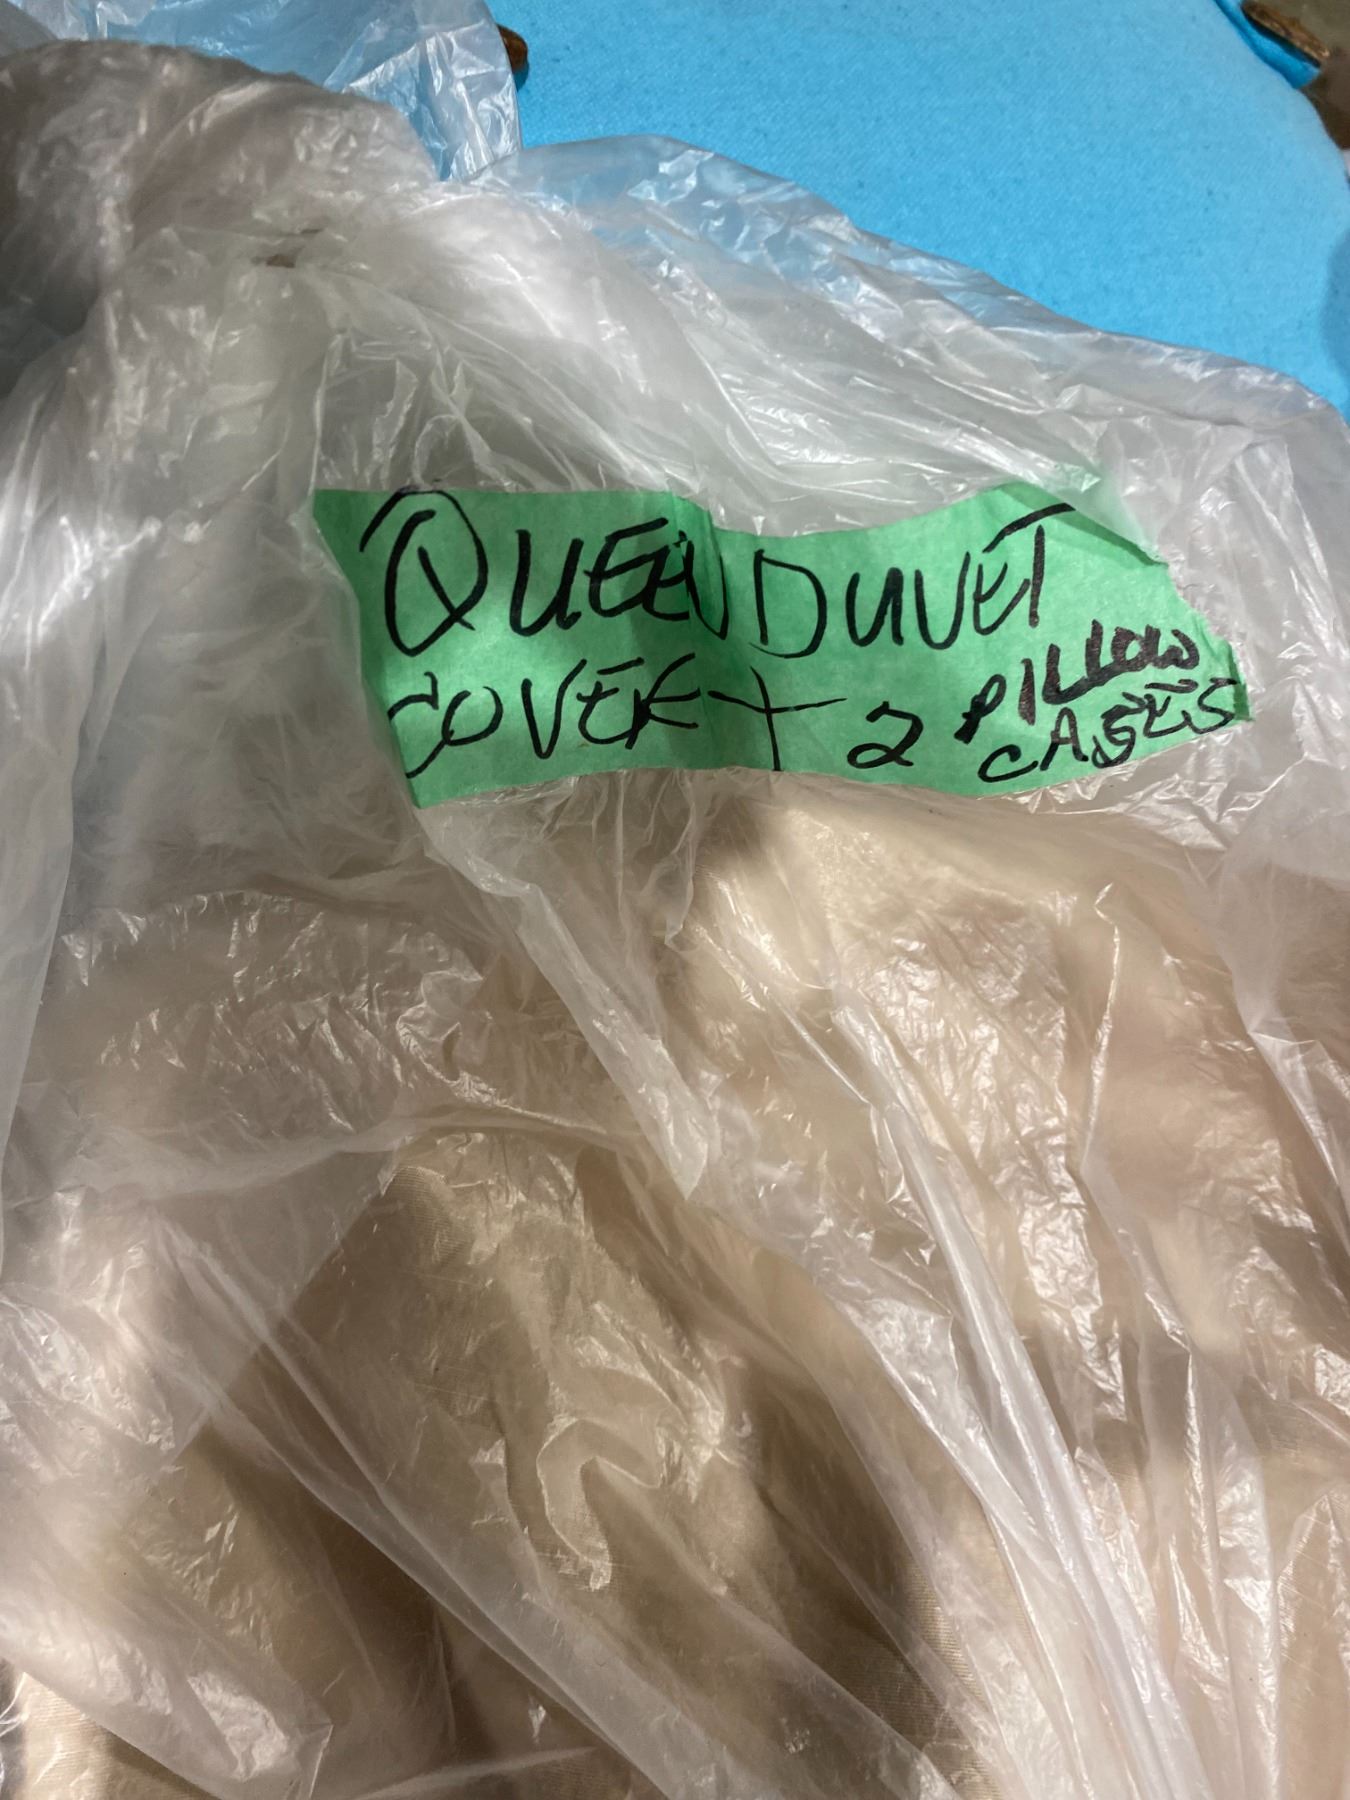 QUEEN DUVET
COVER + 2 PILLOW
CASES